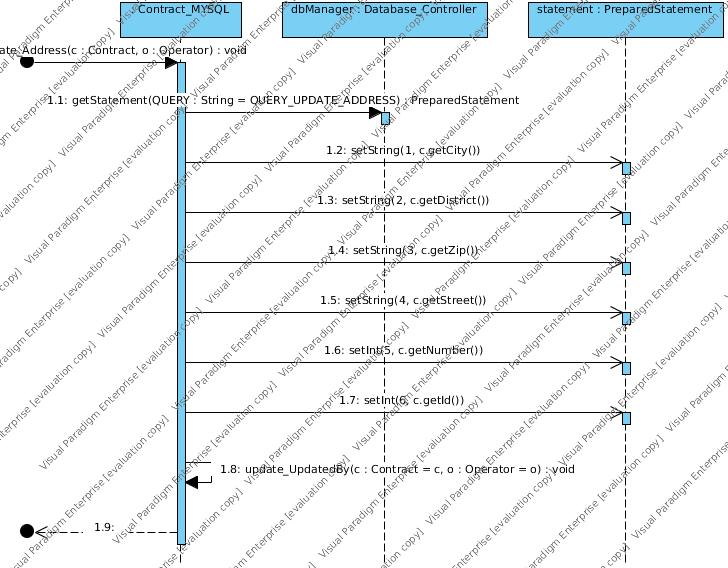 Contract_MYSQL
dbManager : Database_Controller
statement : PreparedStatement
ate_Address(c : Contract, o : Operator) : void
1.1: getStatement(QUERY : String = QUERY_UPDATE_ADDRESS) : PreparedStatement
1.2: setString(1, c.getCity())
1.3: setString(2, c.getDistrict())
1.4: setString(3, c.getZip())
1.5: setString(4, c.getStreet())
1.6: setInt(5, c.getNumber())
1.7: setInt(6, c.getId())
1.8: update_UpdatedBy(c : Contract = c, o : Operator = o) : void
1.9:
Visual Paradigm Enterprise [evaluation copy]